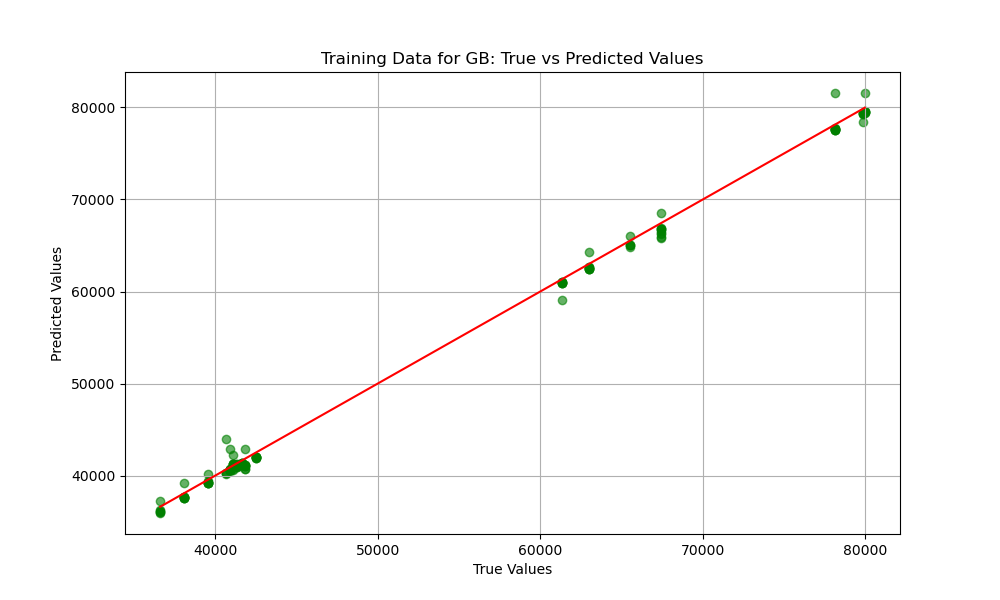 Training Data for GB: True vs Predicted Values
80000
70000
60000
50000
40000
Predicted Values
40000 50000 60000 70000 80000
True Values